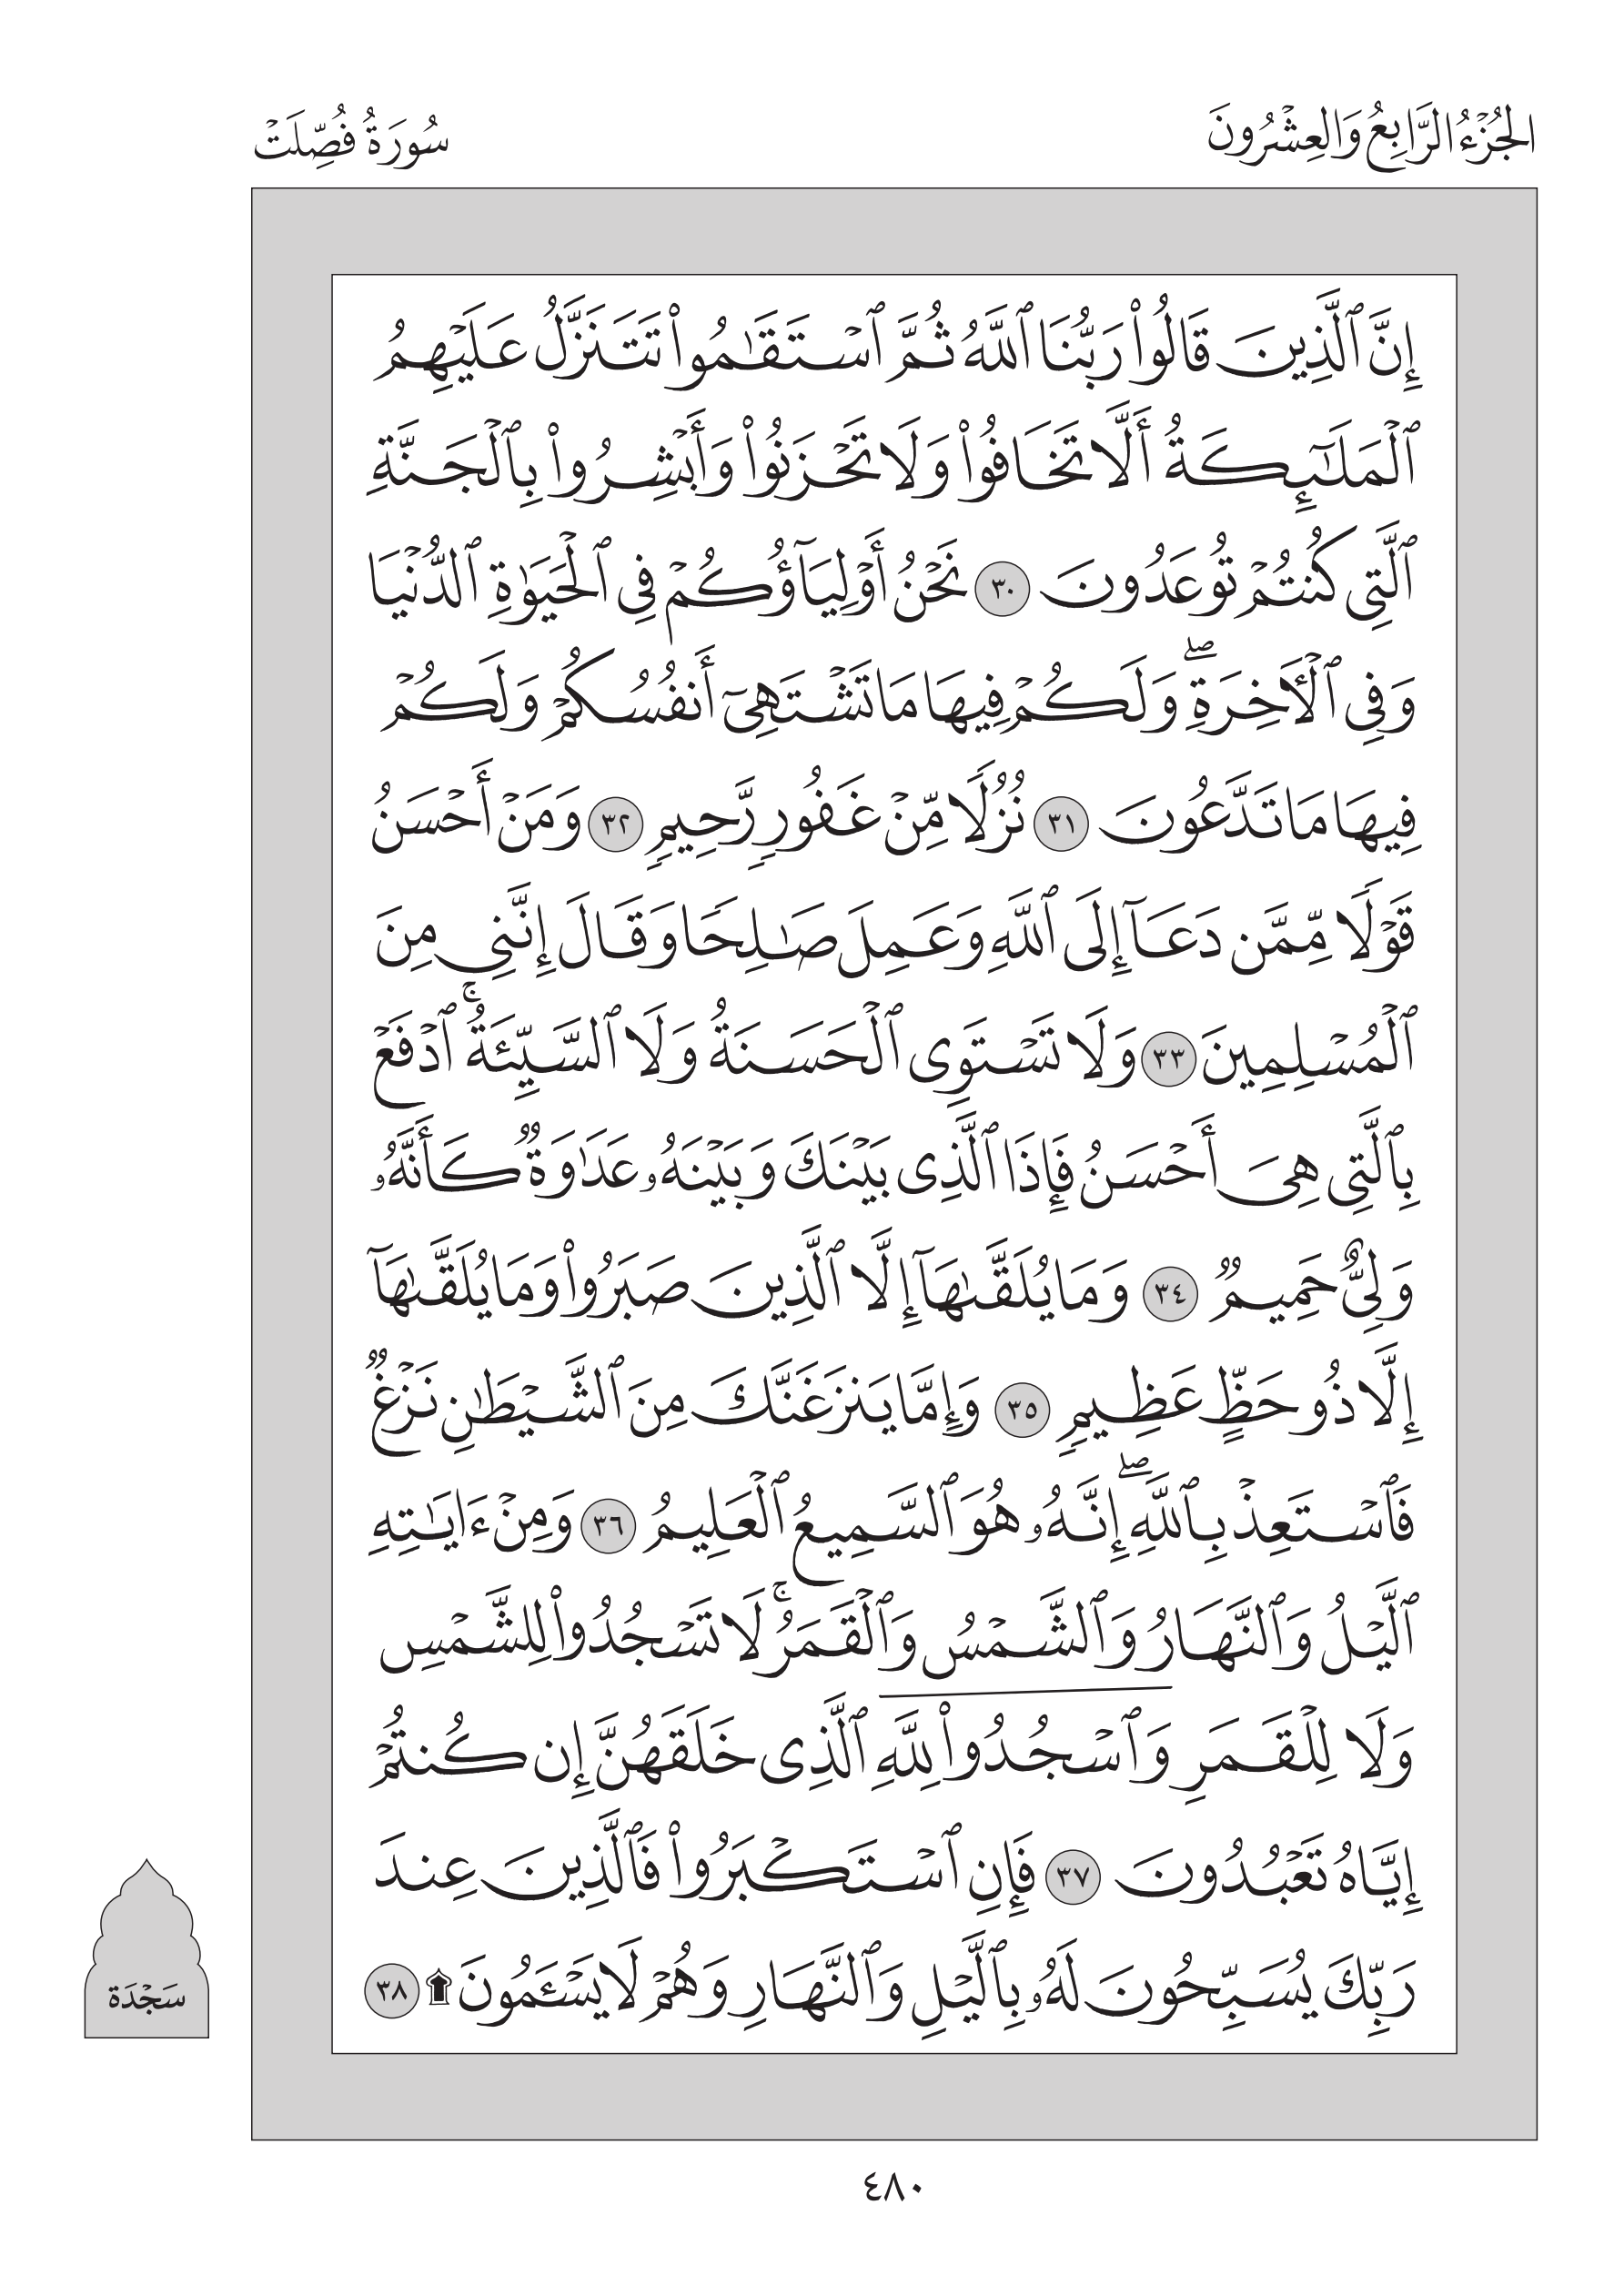 الجُزْءُ الرَّابِعُ وَالعِشْرُونَ
سُورَةُ فُصِّلَتْ
إِنَّ ٱلَّذِينَ قَالُوا۟ رَبُّنَا ٱللَّهُ ثُمَّ ٱسْتَقَـٰمُوا۟ تَتَنَزَّلُ عَلَيْهِمُ
ٱلْمَلَـٰٓئِكَةُ أَلَّا تَخَافُوا۟ وَلَا تَحْزَنُوا۟ وَأَبْشِرُوا۟ بِٱلْجَنَّةِ
ٱلَّتِى كُنتُمْ تُوعَدُونَ ٣٠ نَحْنُ أَوْلِيَآؤُكُمْ فِى ٱلْحَيَوٰةِ ٱلدُّنْيَا
وَفِى ٱلْـَٔاخِرَةِ ۖ وَلَكُمْ فِيهَا مَا تَشْتَهِىٓ أَنفُسُكُمْ وَلَكُمْ
فِيهَا مَا تَدَّعُونَ ٣١ نُزُلًا مِّنْ غَفُورٍ رَّحِيمٍ ٣٢ وَمَنْ أَحْسَنُ
قَوْلًا مِّمَّن دَعَآ إِلَى ٱللَّهِ وَعَمِلَ صَـٰلِحًا وَقَالَ إِنَّنِى مِنَ
ٱلْمُسْلِمِينَ ٣٣ وَلَا تَسْتَوِى ٱلْحَسَنَةُ وَلَا ٱلسَّيِّئَةُ ۚ ٱدْفَعْ
بِٱلَّتِى هِىَ أَحْسَنُ فَإِذَا ٱلَّذِى بَيْنَكَ وَبَيْنَهُۥ عَدَٰوَةٌ كَأَنَّهُۥ
وَلِىٌّ حَمِيمٌ ٣٤ وَمَا يُلَقَّىٰهَآ إِلَّا ٱلَّذِينَ صَبَرُوا۟ وَمَا يُلَقَّىٰهَآ
إِلَّا ذُو حَظٍّ عَظِيمٍ ٣٥ وَإِمَّا يَنزَغَنَّكَ مِنَ ٱلشَّيْطَـٰنِ نَزْغٌ
فَٱسْتَعِذْ بِٱللَّهِ ۖ إِنَّهُۥ هُوَ ٱلسَّمِيعُ ٱلْعَلِيمُ ٣٦ وَمِنْ ءَايَـٰتِهِ
ٱلَّيْلُ وَٱلنَّهَارُ وَٱلشَّمْسُ وَٱلْقَمَرُ ۚ لَا تَسْجُدُوا۟ لِلشَّمْسِ
وَلَا لِلْقَمَرِ وَٱسْجُدُوا۟ لِلَّهِ ٱلَّذِى خَلَقَهُنَّ إِن كُنتُمْ
إِيَّاهُ تَعْبُدُونَ ٣٧ فَإِنِ ٱسْتَكْبَرُوا۟ فَٱلَّذِينَ عِندَ
رَبِّكَ يُسَبِّحُونَ لَهُۥ بِٱلَّيْلِ وَٱلنَّهَارِ وَهُمْ لَا يَسْـَٔمُونَ ۩ ٣٨
سَجْدَة
٤٨٠